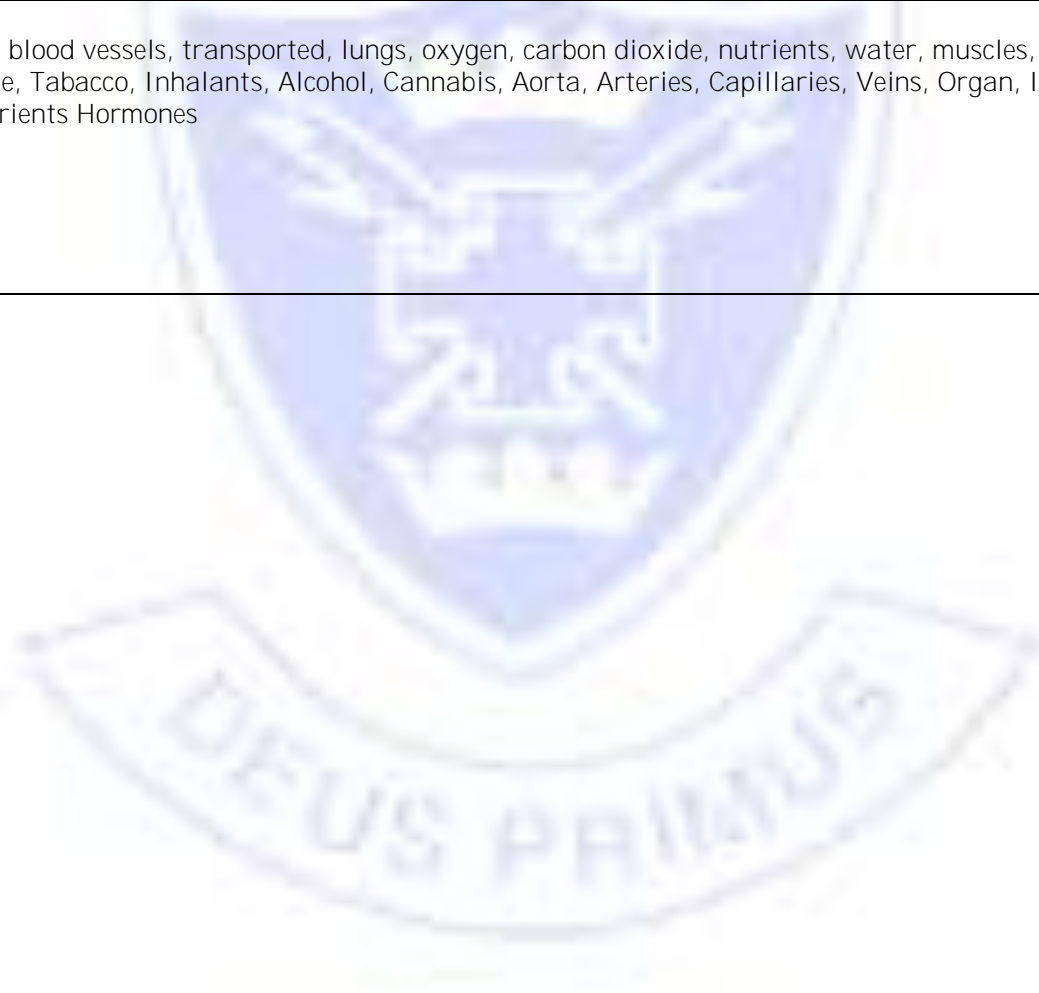 blood vessels, transported, lungs, oxygen, carbon dioxide, nutrients, water, muscles,
e, Tabacco, Inhalants, Alcohol, Cannabis, Aorta, Arteries, Capillaries, Veins, Organ, I
rients Hormones
DEUS PRIMUS